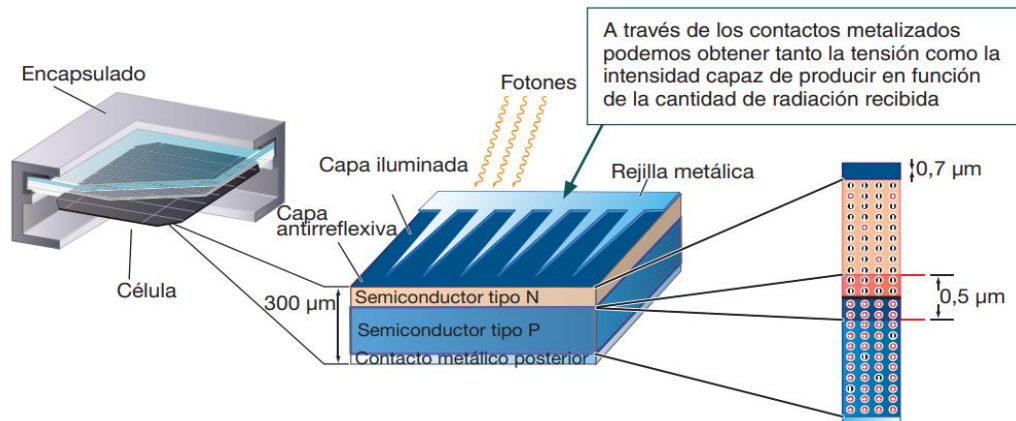 A través de los contactos metalizados
podemos obtener tanto la tensión como la
intensidad capaz de producir en función
de la cantidad de radiación recibida
Encapsulado
Fotones
Capa iluminada
Rejilla metálica
0,7 µm
Capa
antirreflexiva
Célula
300 µm
Semiconductor tipo N
0,5 µm
Semiconductor tipo P
Contacto metálico posterior